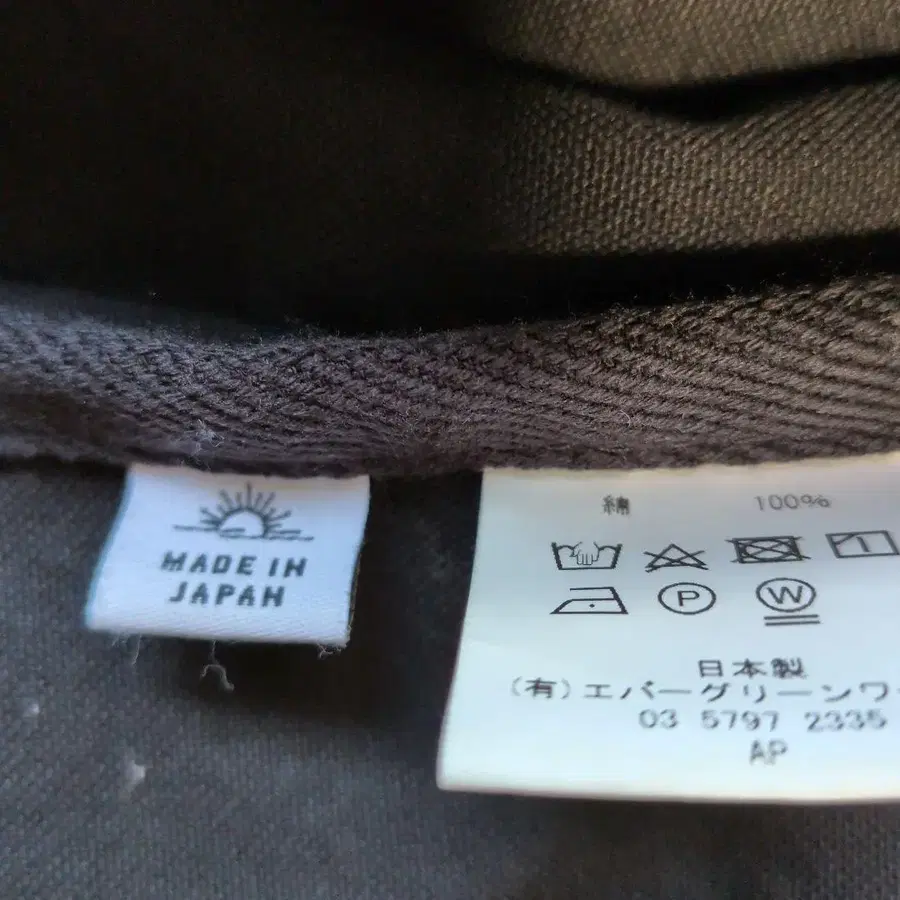 MADE IN
JAPAN
綿 100%
P
W
日本製
(有)エバーグリーンワ
03 5797 2335
AP